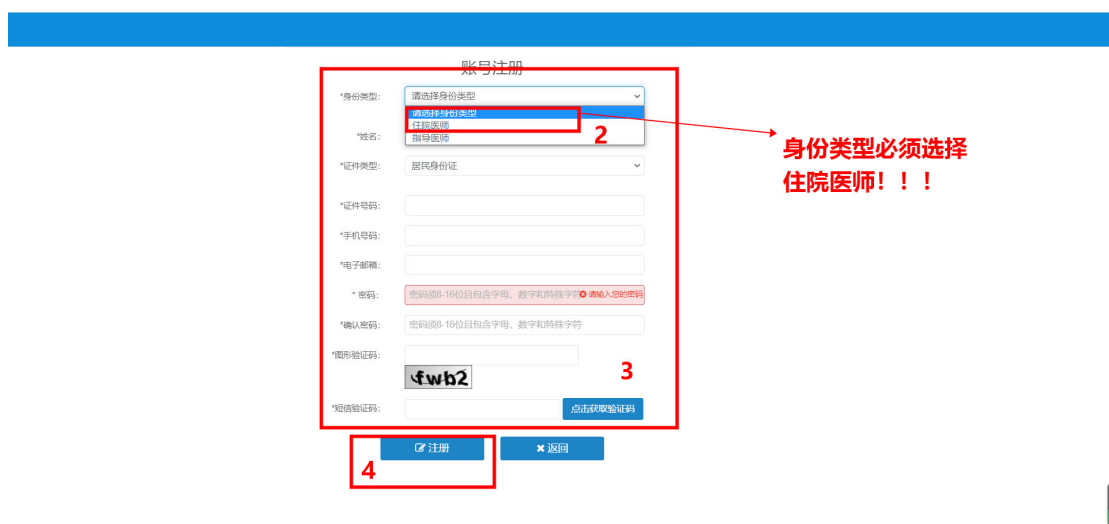 账号注册
*身份类型:
请选择身份类型
请选择身份类型
住院医师
指导医师
2
身份类型必须选择
住院医师！！！
*姓名:
*证件类型:
居民身份证
*证件号码:
*手机号码:
*电子邮箱:
* 密码:
密码须8-16位且包含字母、数字和特殊字符
请输入您的密码
*确认密码:
密码须8-16位且包含字母、数字和特殊字符
*图形验证码:
fwb2
3
*短信验证码:
点击获取验证码
注册
返回
4